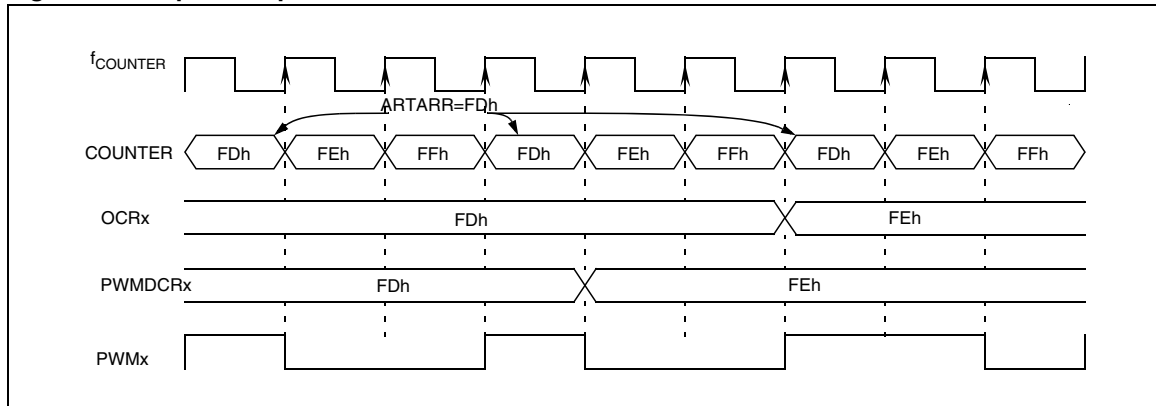 fCOUNTER
ARTARR=FDh
COUNTER FDh FEh FFh FDh FEh FFh FDh FEh FFh
OCRx FDh FEh
PWMDCRx FDh FEh
PWMx